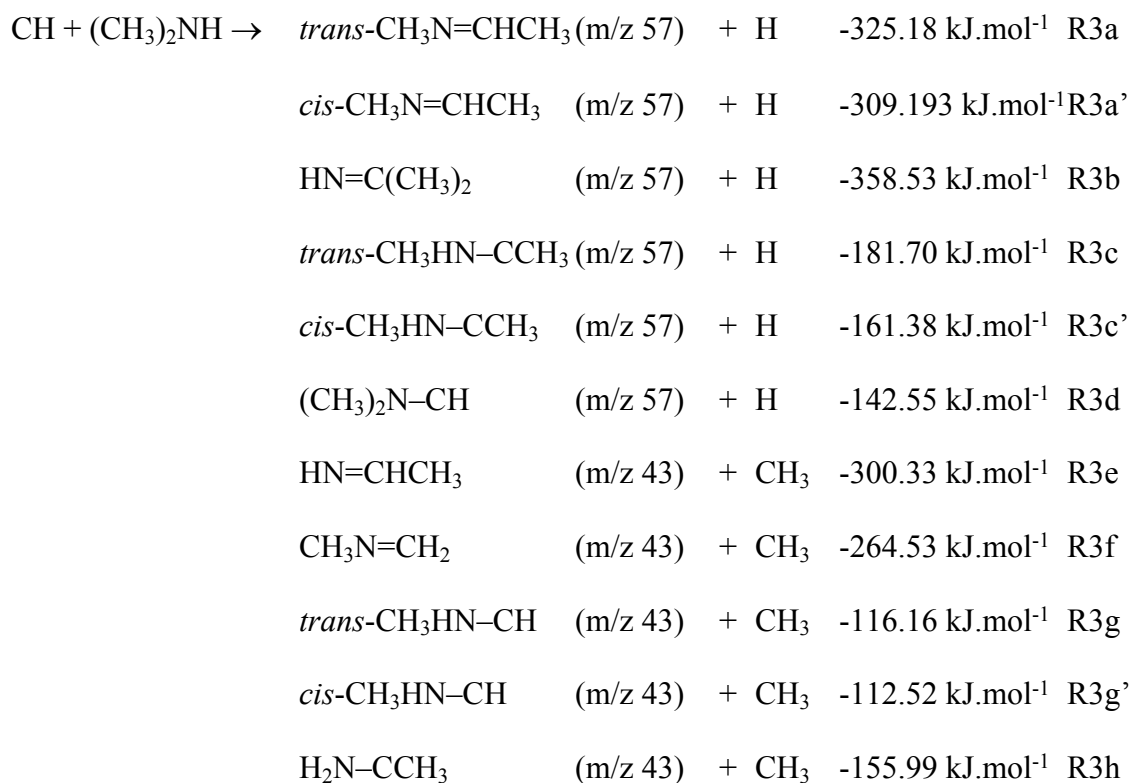 CH + (CH₃)₂NH → trans-CH₃N=CHCH₃ (m/z 57) + H -325.18 kJ.mol⁻¹ R3a
cis-CH₃N=CHCH₃ (m/z 57) + H -309.193 kJ.mol⁻¹ R3a’
HN=C(CH₃)₂ (m/z 57) + H -358.53 kJ.mol⁻¹ R3b
trans-CH₃HN–CCH₃ (m/z 57) + H -181.70 kJ.mol⁻¹ R3c
cis-CH₃HN–CCH₃ (m/z 57) + H -161.38 kJ.mol⁻¹ R3c’
(CH₃)₂N–CH (m/z 57) + H -142.55 kJ.mol⁻¹ R3d
HN=CHCH₃ (m/z 43) + CH₃ -300.33 kJ.mol⁻¹ R3e
CH₃N=CH₂ (m/z 43) + CH₃ -264.53 kJ.mol⁻¹ R3f
trans-CH₃HN–CH (m/z 43) + CH₃ -116.16 kJ.mol⁻¹ R3g
cis-CH₃HN–CH (m/z 43) + CH₃ -112.52 kJ.mol⁻¹ R3g’
H₂N–CCH₃ (m/z 43) + CH₃ -155.99 kJ.mol⁻¹ R3h